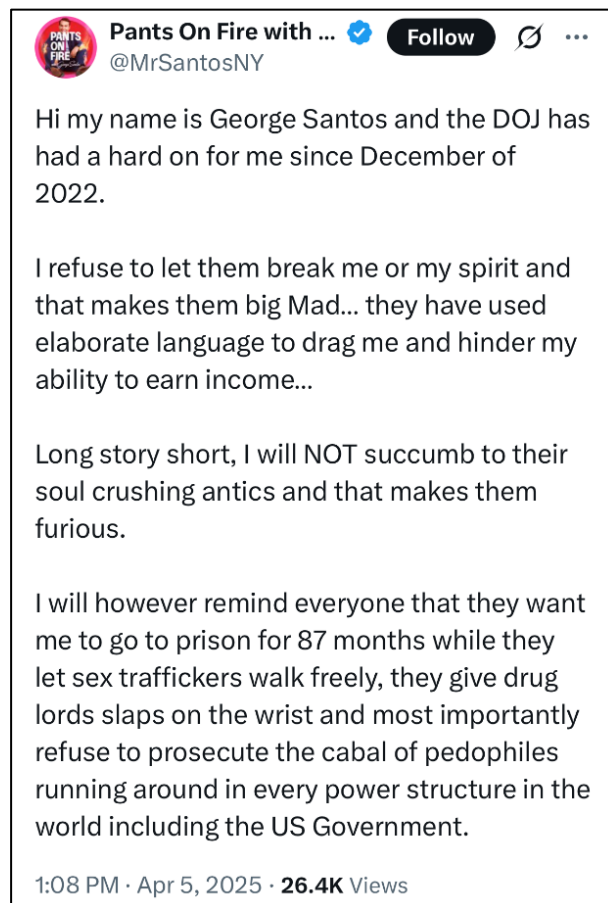 PANTS
ON
FIRE
Pants On Fire with ...
Follow
...
@MrSantosNY
Hi my name is George Santos and the DOJ has
had a hard on for me since December of
2022.
I refuse to let them break me or my spirit and
that makes them big Mad... they have used
elaborate language to drag me and hinder my
ability to earn income...
Long story short, I will NOT succumb to their
soul crushing antics and that makes them
furious.
I will however remind everyone that they want
me to go to prison for 87 months while they
let sex traffickers walk freely, they give drug
lords slaps on the wrist and most importantly
refuse to prosecute the cabal of pedophiles
running around in every power structure in the
world including the US Government.
1:08 PM · Apr 5, 2025 · 26.4K Views